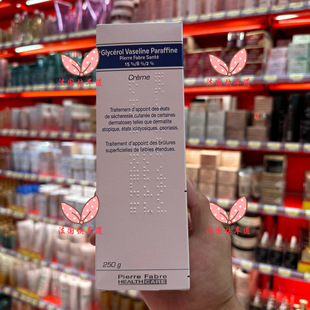 Glycérol Vaseline Paraffine
Pierre Fabre Santé
15 %/8 %/2 %
Crème
Traitement d'appoint des états
de sécheresse cutanée de certaines
dermatoses telles que dermatite
atopique, états ichtyosiques, psoriasis.
Traitement d'appoint des brûlures
superficielles de faibles étendues.
250 g
Pierre Fabre
HEALTH CARE